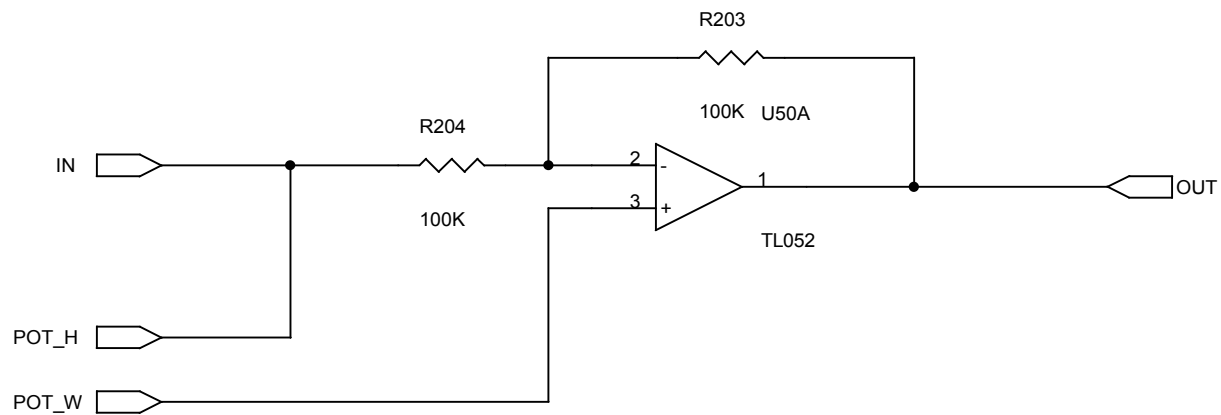 R203
100K
U50A
R204
IN
2
-
1
OUT
3
+
100K
TL052
POT_H
POT_W